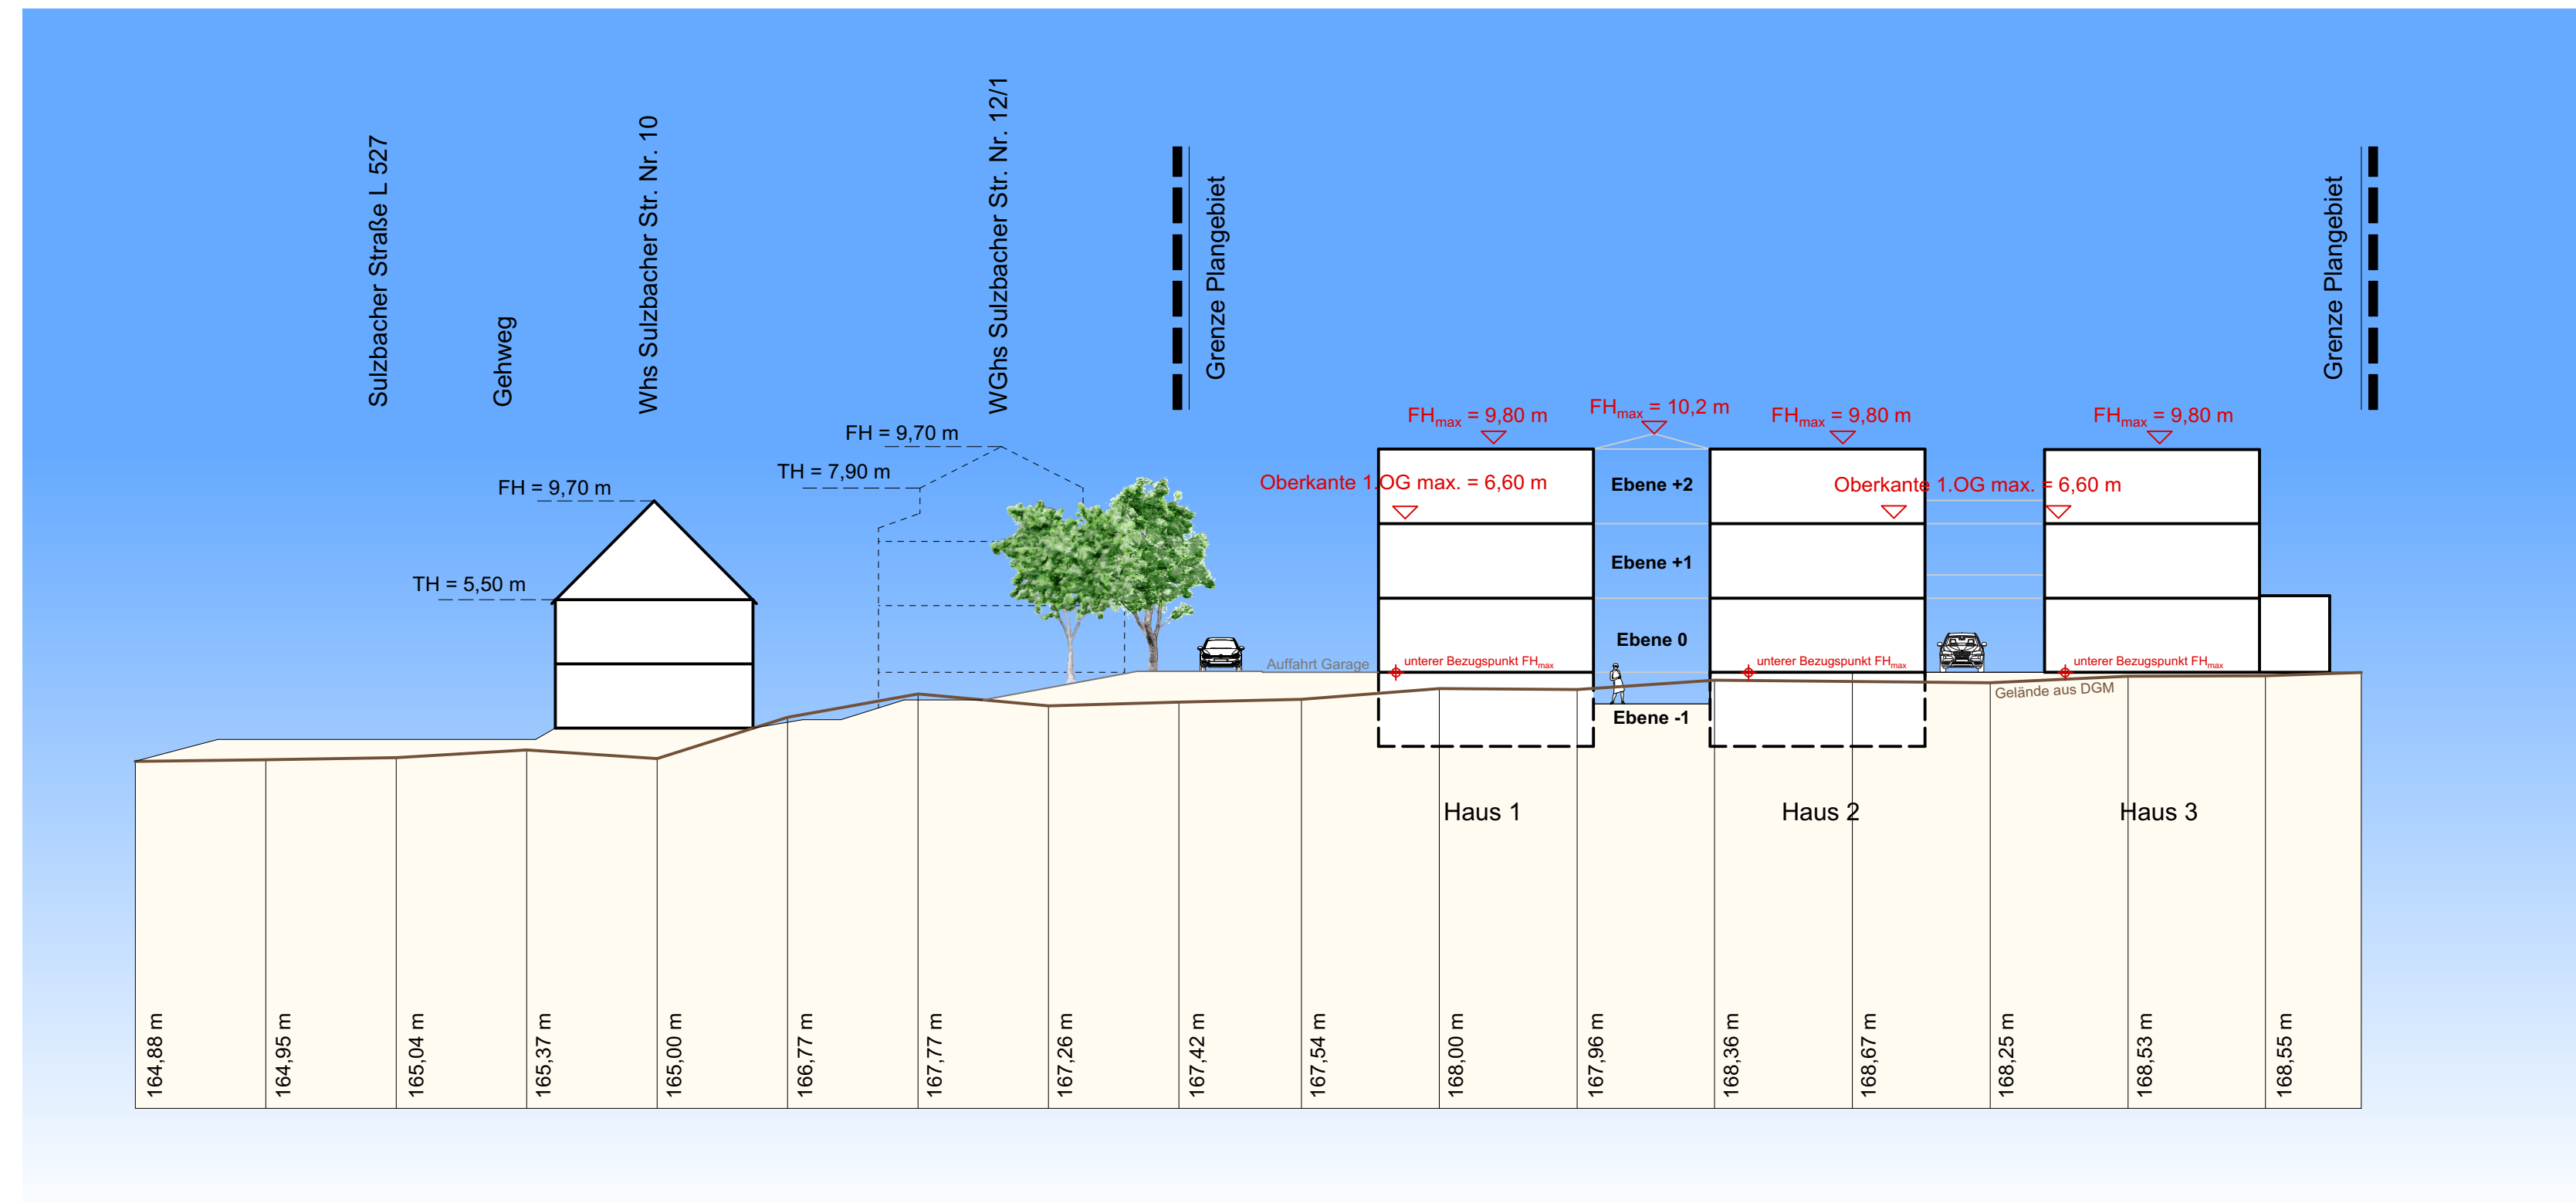 Sulzbacher Straße L 527
Gehweg
Whs Sulzbacher Str. Nr. 10
WGhs Sulzbacher Str. Nr. 12/1
Grenze Plangebiet
Grenze Plangebiet
FH = 9,70 m
TH = 5,50 m
FH = 9,70 m
TH = 7,90 m
FHmax = 9,80 m
FHmax = 10,2 m
FHmax = 9,80 m
FHmax = 9,80 m
Oberkante 1.OG max. = 6,60 m
Oberkante 1.OG max. = 6,60 m
Ebene +2
Ebene +1
Ebene 0
Ebene -1
Auffahrt Garage
unterer Bezugspunkt FHmax
unterer Bezugspunkt FHmax
unterer Bezugspunkt FHmax
Gelände aus DGM
Haus 1
Haus 2
Haus 3
164,88 m
164,95 m
165,04 m
165,37 m
165,00 m
166,77 m
167,77 m
167,26 m
167,42 m
167,54 m
168,00 m
167,96 m
168,36 m
168,67 m
168,25 m
168,53 m
168,55 m